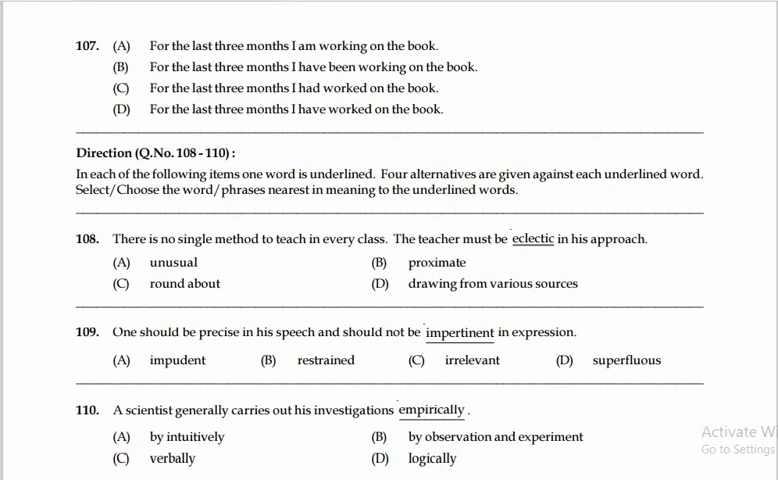 107. (A) For the last three months I am working on the book.
(B) For the last three months I have been working on the book.
(C) For the last three months I had worked on the book.
(D) For the last three months I have worked on the book.
Direction (Q.No. 108 - 110) :
In each of the following items one word is underlined. Four alternatives are given against each underlined word.
Select/Choose the word/phrases nearest in meaning to the underlined words.
108. There is no single method to teach in every class. The teacher must be eclectic in his approach.
(A) unusual (B) proximate
(C) round about (D) drawing from various sources
109. One should be precise in his speech and should not be impertinent in expression.
(A) impudent (B) restrained (C) irrelevant (D) superfluous
110. A scientist generally carries out his investigations empirically .
(A) by intuitively (B) by observation and experiment
Activate Wi
(C) verbally (D) logically
Go to Settings